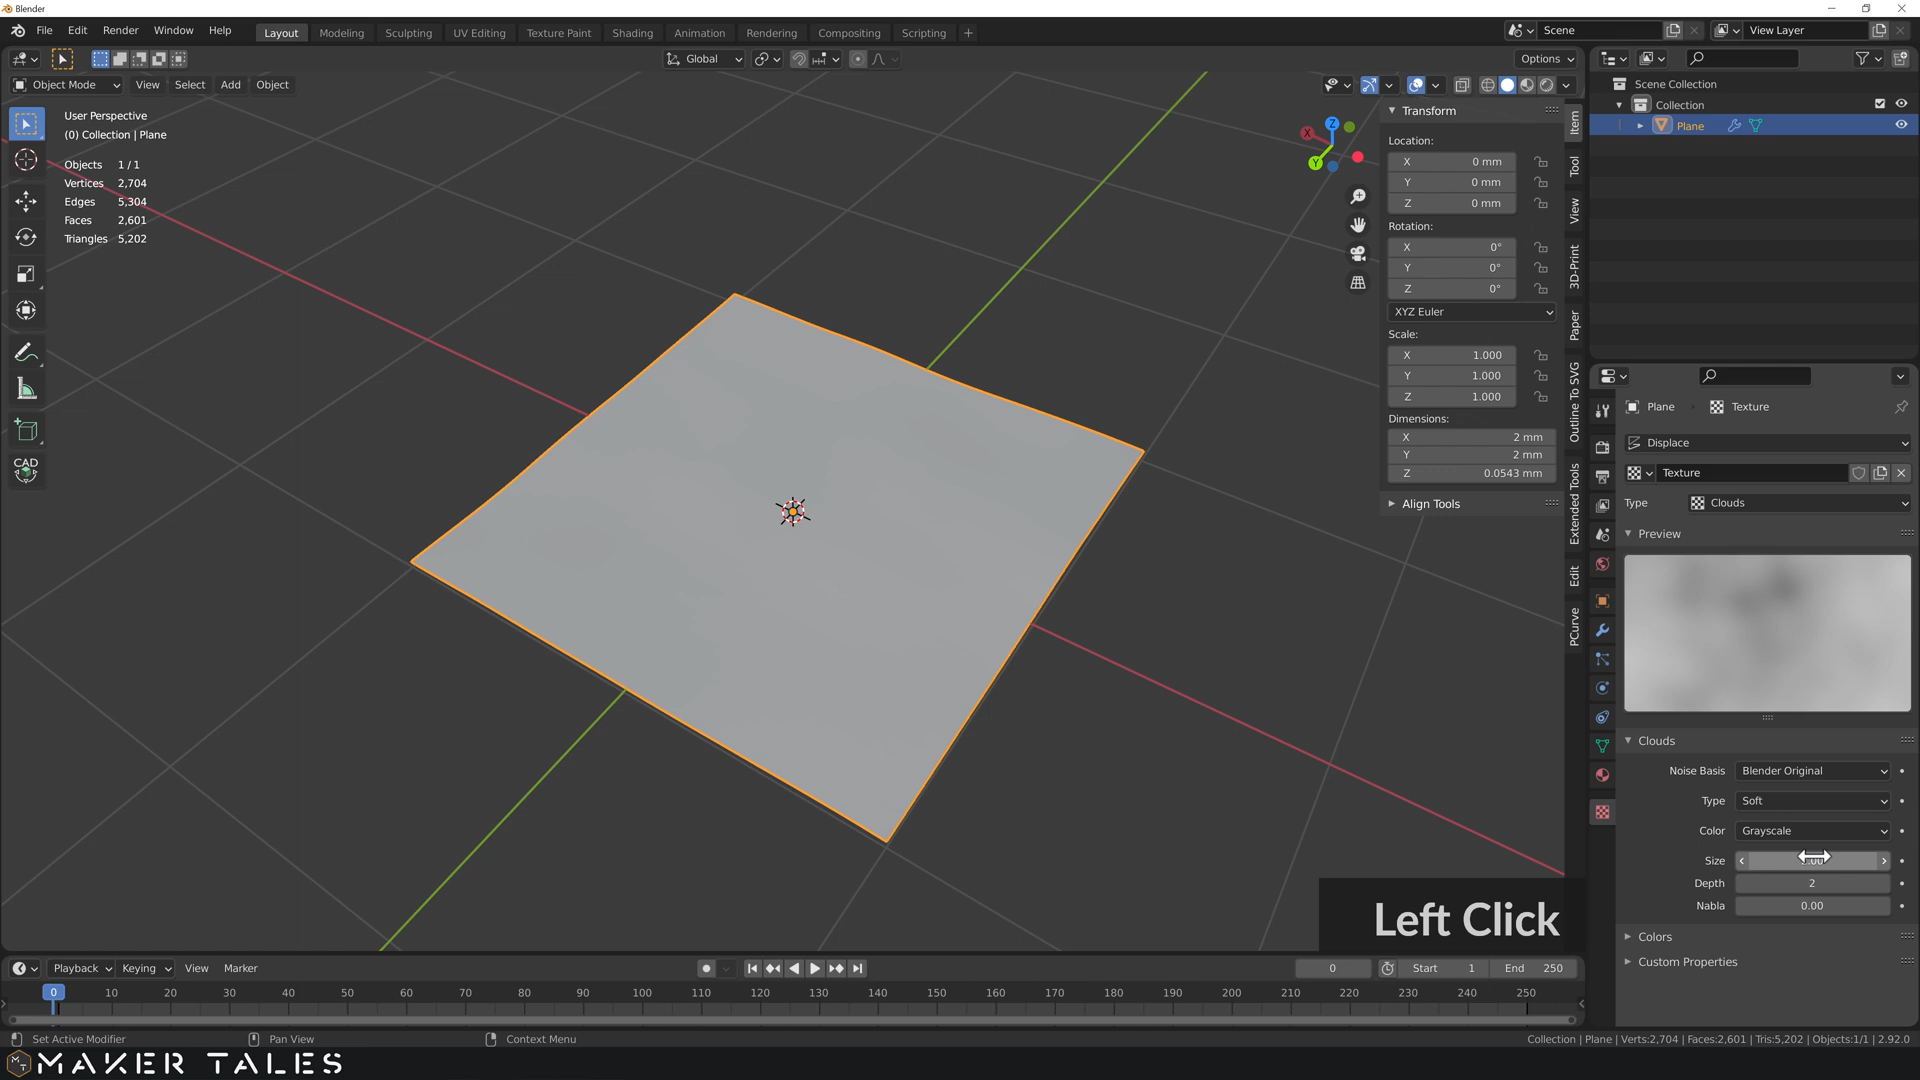 Blender
File Edit Render Window Help
Layout Modeling Sculpting UV Editing Texture Paint Shading Animation Rendering Compositing Scripting +
Scene
View Layer
Global
Options
Object Mode View Select Add Object
User Perspective
(0) Collection | Plane
Objects 1 / 1
Vertices 2,704
Edges 5,304
Faces 2,601
Triangles 5,202
CAD
X
Y
Z
Transform
Location:
X 0 mm
Y 0 mm
Z 0 mm
Rotation:
X 0°
Y 0°
Z 0°
XYZ Euler
Scale:
X 1.000
Y 1.000
Z 1.000
Dimensions:
X 2 mm
Y 2 mm
Z 0.0543 mm
Align Tools
Item
Tool
View
3D-Print
Paper
Outline To SVG
Extended Tools
Edit
PCurve
Scene Collection
Collection
Plane
Plane Texture
Displace
Texture
Type Clouds
Preview
Clouds
Noise Basis Blender Original
Type Soft
Color Grayscale
Size
Depth 2
Nabla 0.00
Colors
Custom Properties
Left Click
Playback Keying View Marker
0 Start 1 End 250
0 10 20 30 40 50 60 70 80 90 100 110 120 130 140 150 160 170 180 190 200 210 220 230 240 250
Set Active Modifier Pan View Context Menu
Collection | Plane | Verts:2,704 | Faces:2,601 | Tris:5,202 | Objects:1/1 | 2.92.0
MAKER TALES